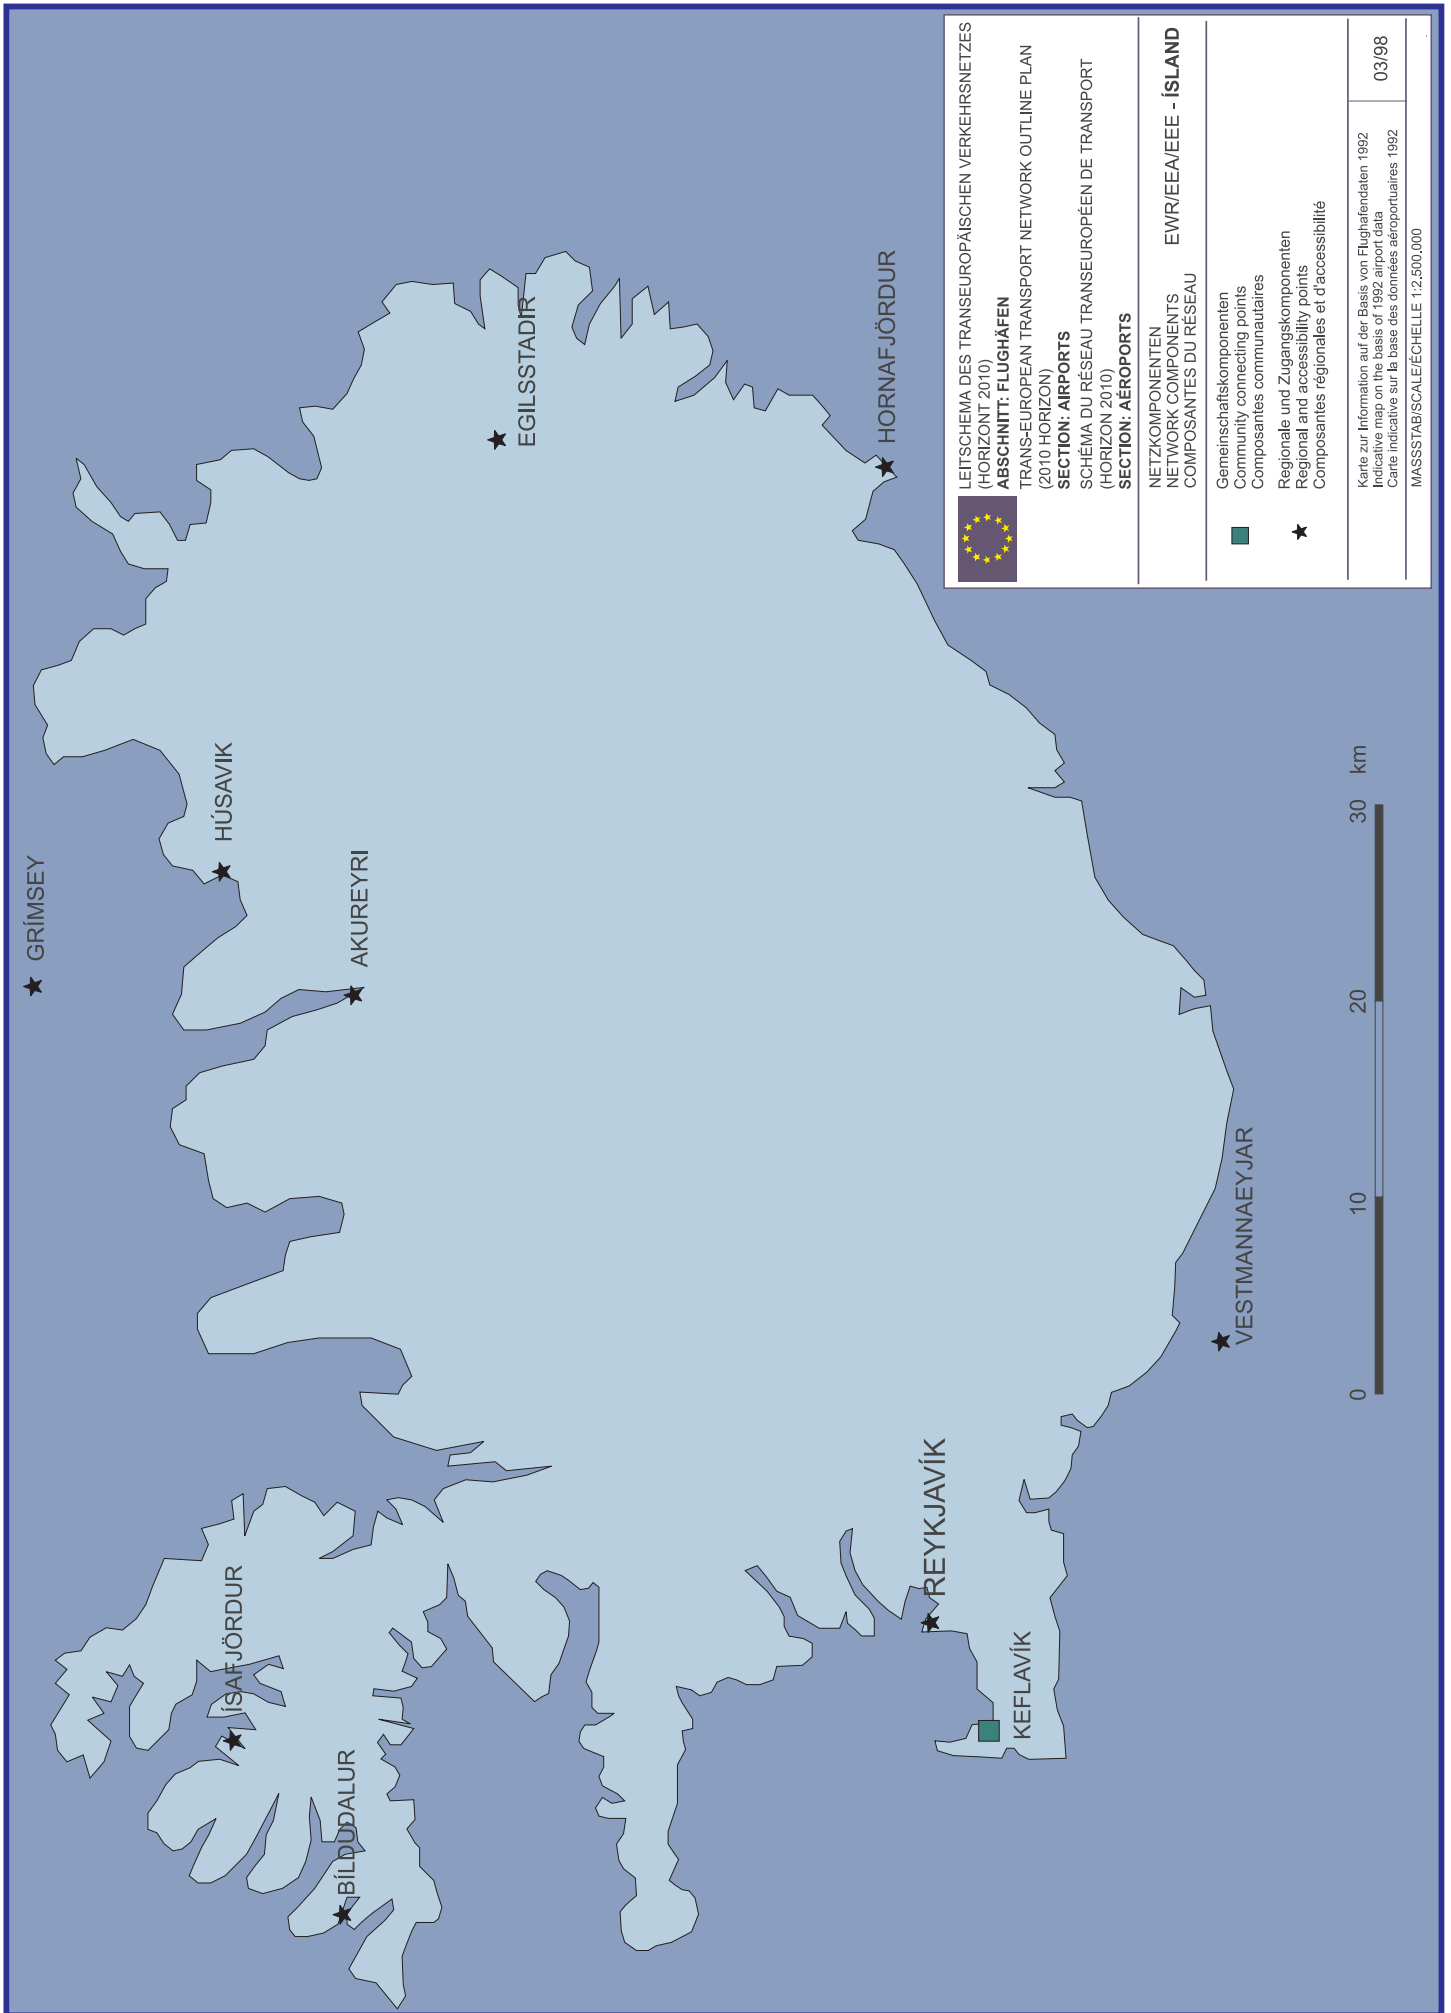 GRÍMSEY
HÚSAVIK
AKUREYRI
EGILSSTADIR
HORNAFJÖRDUR
ÍSAFJÖRDUR
BÍLDUDALUR
REYKJAVÍK
KEFLAVÍK
VESTMANNAEYJAR
0 10 20 30 km
LEITSCHEMA DES TRANSEUROPÄISCHEN VERKEHRSNETZES
(HORIZONT 2010)
ABSCHNITT: FLUGHÄFEN
TRANS-EUROPEAN TRANSPORT NETWORK OUTLINE PLAN
(2010 HORIZON)
SECTION: AIRPORTS
SCHÉMA DU RÉSEAU TRANSEUROPÉEN DE TRANSPORT
(HORIZON 2010)
SECTION: AÉROPORTS
NETZKOMPONENTEN
NETWORK COMPONENTS EWR/EEA/EEE - ÍSLAND
COMPOSANTES DU RÉSEAU
Gemeinschaftskomponenten
Community connecting points
Composantes communautaires
Regionale und Zugangskomponenten
Regional and accessibility points
Composantes régionales et d'accessibilité
Karte zur Information auf der Basis von Flughafendaten 1992
Indicative map on the basis of 1992 airport data
Carte indicative sur la base des données aéroportuaires 1992
03/98
MASSSTAB/SCALE/ÉCHELLE 1:2.500.000